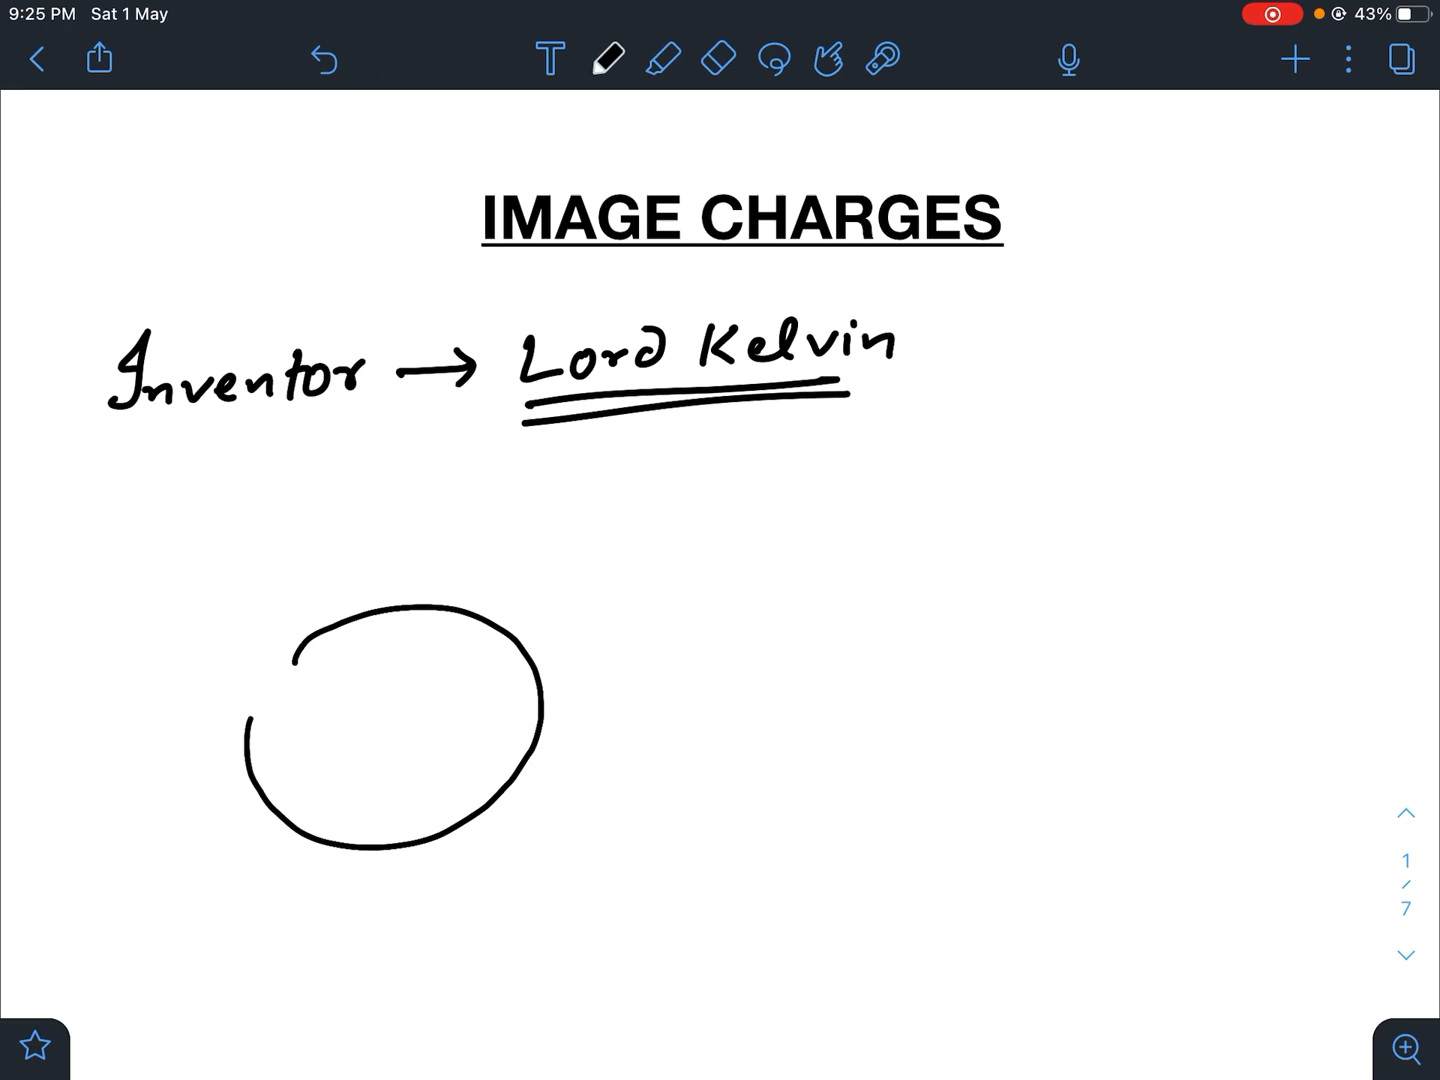 9:25 PM Sat 1 May 43%
IMAGE CHARGES
Inventor → Lord Kelvin
1
/
7